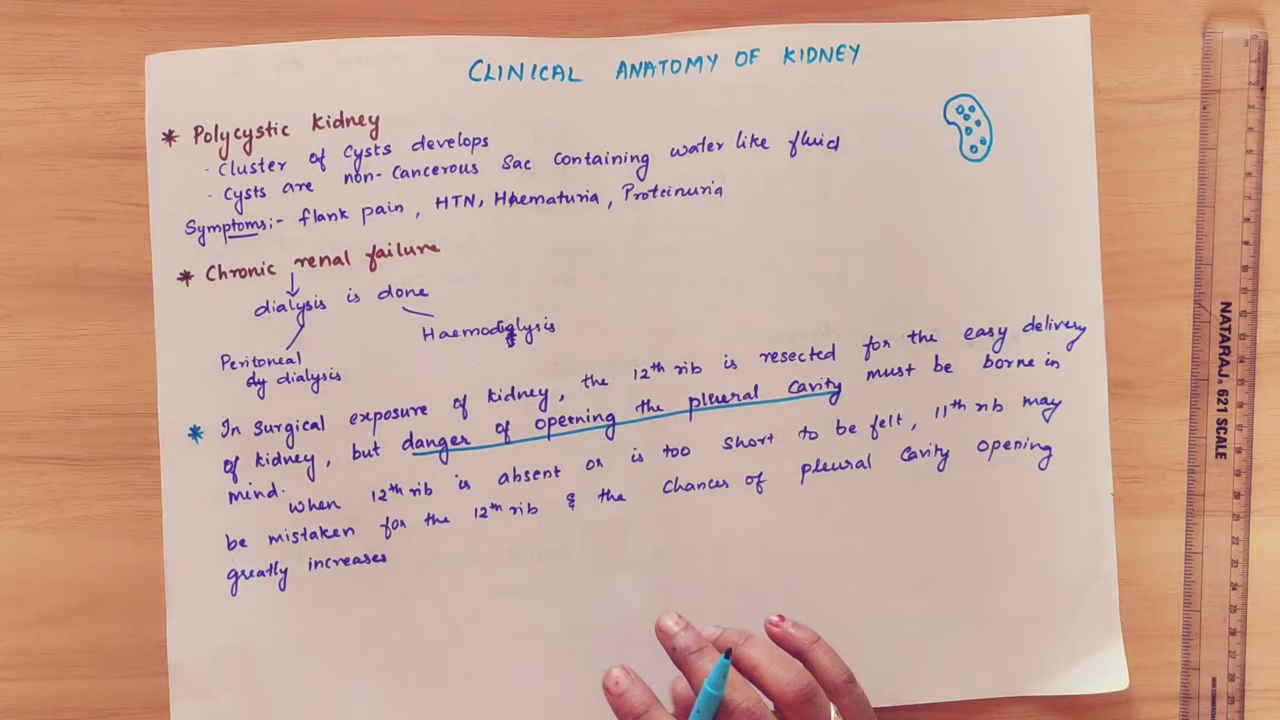 CLINICAL ANATOMY OF KIDNEY
* Polycystic kidney
- Cluster of cysts develops
- Cysts are non-cancerous sac containing water like fluid
Symptoms:- flank pain, HTN, Haematuria, Proteinuria
* Chronic renal failure
dialysis is done
Haemodialysis
Peritoneal
dy dialysis
* In surgical exposure of kidney, the 12th rib is resected for the easy delivery
of kidney, but danger of opening the pleural cavity must be borne in
mind. when 12th rib is absent or is too short to be felt, 11th rib may
be mistaken for the 12th rib & the chances of pleural cavity opening
greatly increases
NATARAJ 621 SCALE